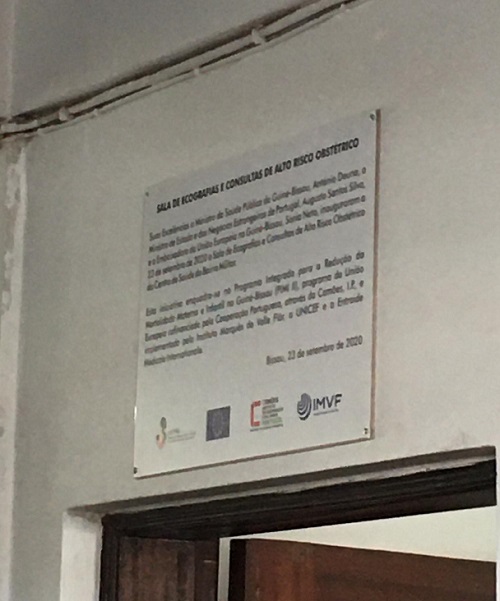 SALA DE ECOGRAFIAS E CONSULTAS DE ALTO RISCO OBSTÉTRICO
Suas Excelências o Ministro da Saúde Pública da Guiné-Bissau, António Deuna, o
Ministro de Estado e dos Negócios Estrangeiros de Portugal, Augusto Santos Silva,
e a Embaixadora da União Europeia na Guiné-Bissau, Sónia Neto, inauguraram a
23 de setembro de 2020 a Sala de Ecografias e Consultas de Alto Risco Obstétrico
do Centro de Saúde do Bairro Militar.
Esta iniciativa enquadra-se no Programa Integrado para a Redução da
Mortalidade Materna e Infantil na Guiné-Bissau (PIMI II), programa da União
Europeia cofinanciado pela Cooperação Portuguesa, através do Camões, I.P., e
implementado pelo Instituto Marquês de Valle Flôr, a UNICEF e a Entraide
Médicale Internationale.
Bissau, 23 de setembro de 2020
CAMÕES
IMVF